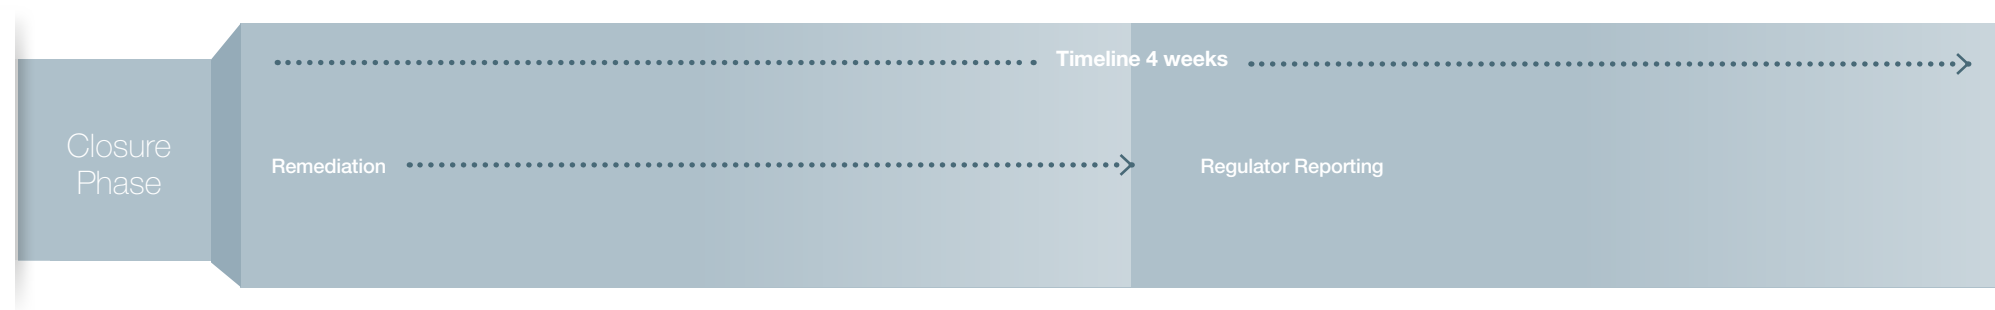 Timeline 4 weeks
Closure
Phase
Remediation
Regulator Reporting